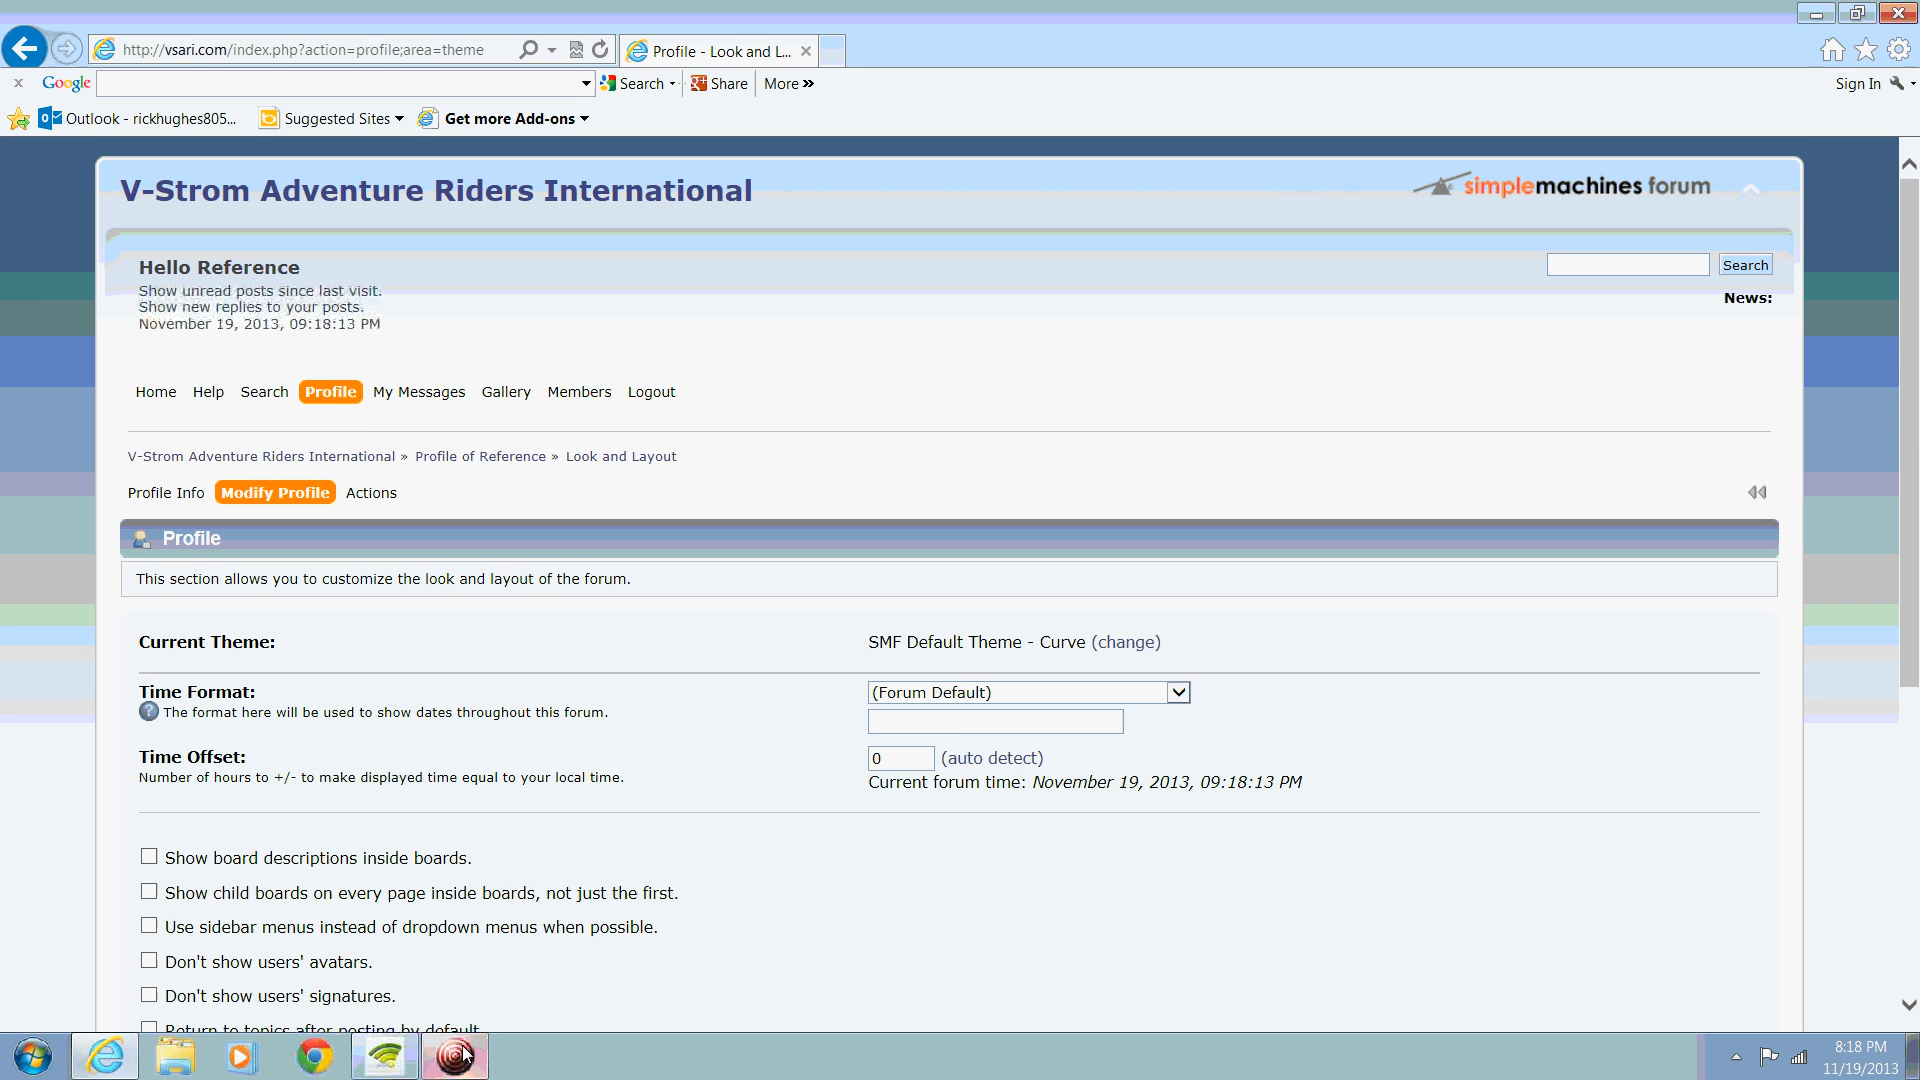 http://vsari.com/index.php?action=profile;area=theme
Profile - Look and L...
Google
Search
Share
More »
Sign In
Outlook - rickhughes805...
Suggested Sites
Get more Add-ons
V-Strom Adventure Riders International
simplemachines forum
Hello Reference
Search
Show unread posts since last visit.
News:
Show new replies to your posts.
November 19, 2013, 09:18:13 PM
Home Help Search Profile My Messages Gallery Members Logout
V-Strom Adventure Riders International » Profile of Reference » Look and Layout
Profile Info Modify Profile Actions
Profile
This section allows you to customize the look and layout of the forum.
Current Theme:
SMF Default Theme - Curve (change)
Time Format:
(Forum Default)
The format here will be used to show dates throughout this forum.
Time Offset:
0 (auto detect)
Number of hours to +/- to make displayed time equal to your local time.
Current forum time: November 19, 2013, 09:18:13 PM
Show board descriptions inside boards.
Show child boards on every page inside boards, not just the first.
Use sidebar menus instead of dropdown menus when possible.
Don't show users' avatars.
Don't show users' signatures.
Return to topics after posting by default.
8:18 PM
11/19/2013